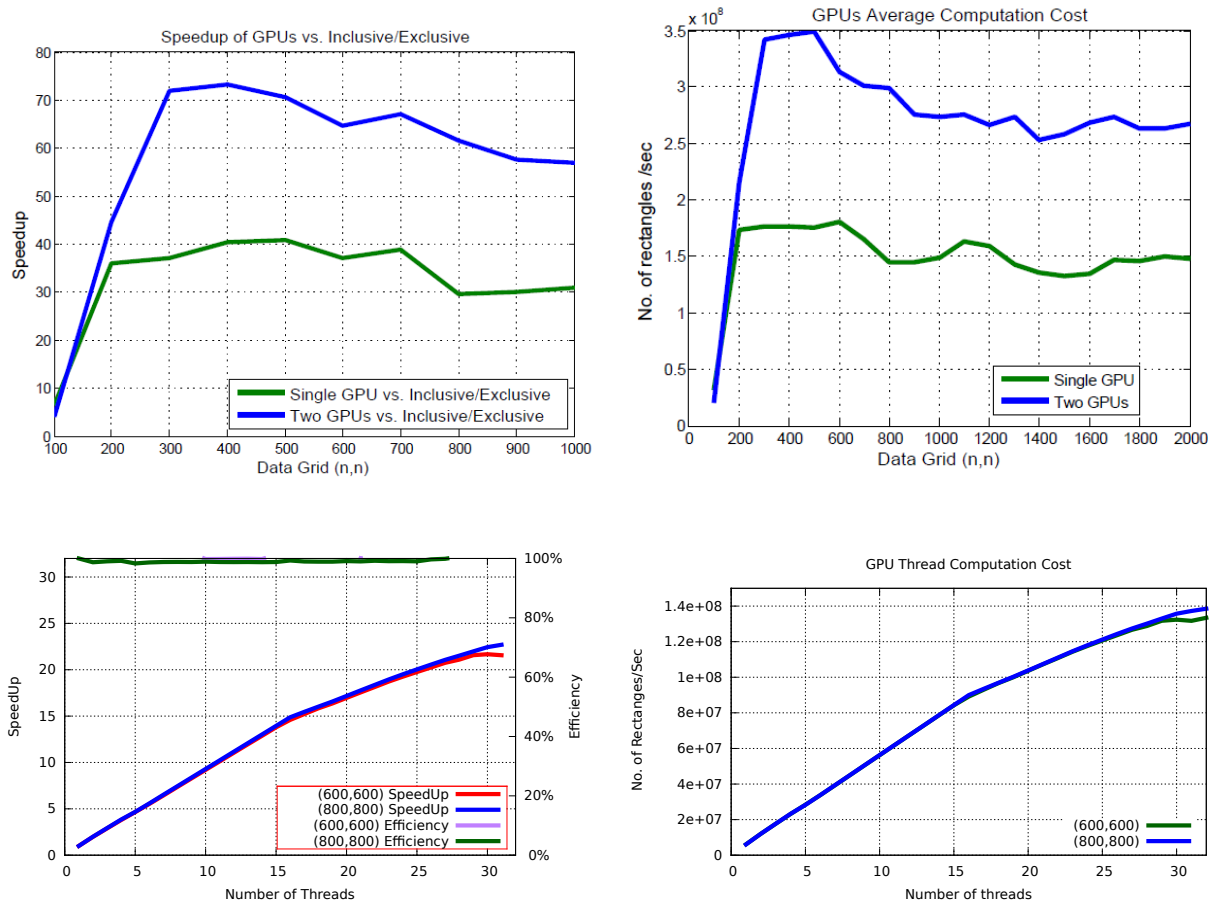 Speedup of GPUs vs. Inclusive/Exclusive
80
70
60
50
40
30
20
10
0
Speedup
100 200 300 400 500 600 700 800 900 1000
Data Grid (n,n)
Single GPU vs. Inclusive/Exclusive
Two GPUs vs. Inclusive/Exclusive
GPUs Average Computation Cost
x 10^8
3.5
3
2.5
2
1.5
1
0.5
0
No. of rectangles /sec
0 200 400 600 800 1000 1200 1400 1600 1800 2000
Data Grid (n,n)
Single GPU
Two GPUs
30
25
20
15
10
5
0
SpeedUp
100%
80%
60%
40%
20%
0%
Efficiency
0 5 10 15 20 25 30
Number of Threads
(600,600) SpeedUp
(800,800) SpeedUp
(600,600) Efficiency
(800,800) Efficiency
GPU Thread Computation Cost
1.4e+08
1.2e+08
1e+08
8e+07
6e+07
4e+07
2e+07
0
No. of Rectanges/Sec
0 5 10 15 20 25 30
Number of threads
(600,600)
(800,800)